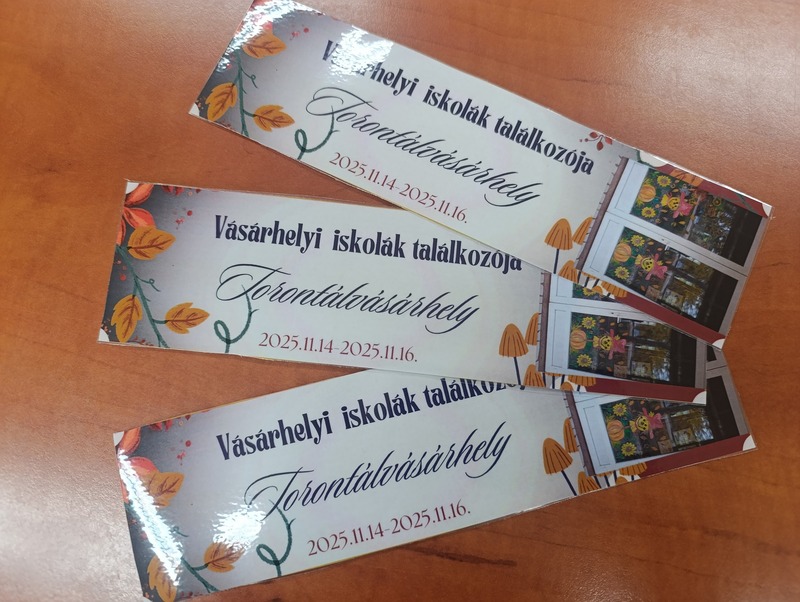 Vásárhelyi iskolák találkozója
Torontálvásárhely
2025.11.14-2025.11.16.
Vásárhelyi iskolák találkozója
Torontálvásárhely
2025.11.14-2025.11.16.
Vásárhelyi iskolák
Torontálvásárhely
2025.11.14-2025.11.16.